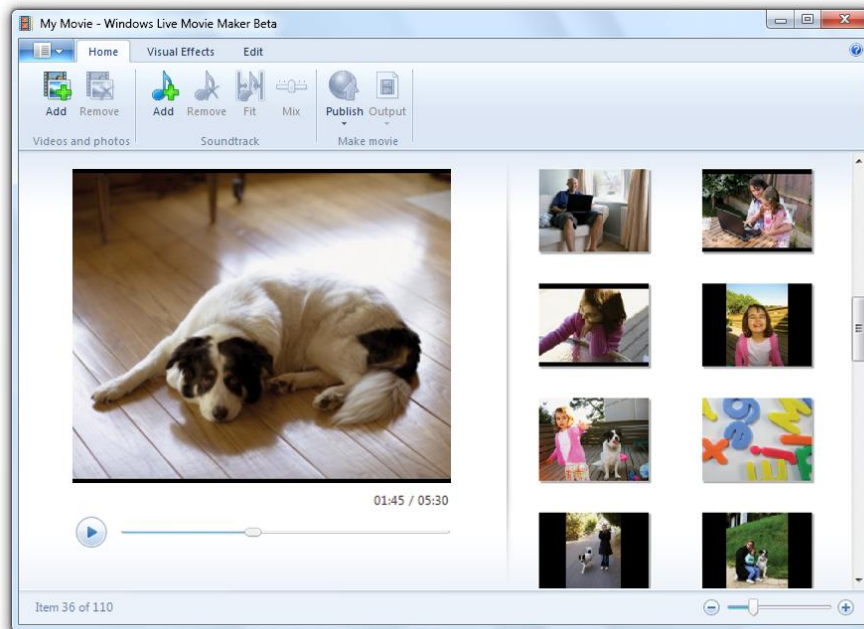 My Movie - Windows Live Movie Maker Beta
Home Visual Effects Edit
Add Remove Add Remove Fit Mix Publish Output
Videos and photos Soundtrack Make movie
01:45 / 05:30
Item 36 of 110